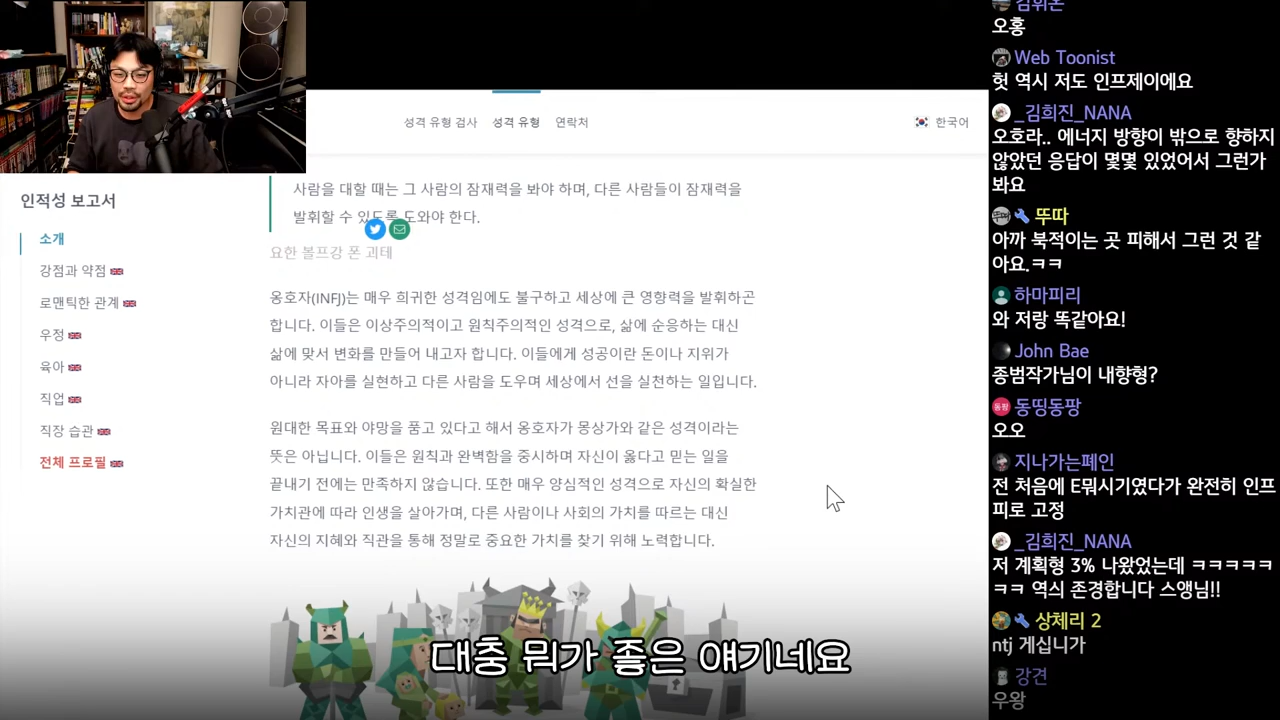 성격 유형 검사
성격 유형
연락처
한국어
인적성 보고서
소개
강점과 약점
로맨틱한 관계
우정
육아
직업
직장 습관
전체 프로필
사람을 대할 때는 그 사람의 잠재력을 봐야 하며, 다른 사람들이 잠재력을
발휘할 수 있도록 도와야 한다.
요한 볼프강 폰 괴테
옹호자(INFJ)는 매우 희귀한 성격임에도 불구하고 세상에 큰 영향력을 발휘하곤
합니다. 이들은 이상주의적이고 원칙주의적인 성격으로, 삶에 순응하는 대신
삶에 맞서 변화를 만들어 내고자 합니다. 이들에게 성공이란 돈이나 지위가
아니라 자아를 실현하고 다른 사람을 도우며 세상에서 선을 실천하는 일입니다.
원대한 목표와 야망을 품고 있다고 해서 옹호자가 몽상가와 같은 성격이라는
뜻은 아닙니다. 이들은 원칙과 완벽함을 중시하며 자신이 옳다고 믿는 일을
끝내기 전에는 만족하지 않습니다. 또한 매우 양심적인 성격으로 자신의 확실한
가치관에 따라 인생을 살아가며, 다른 사람이나 사회의 가치를 따르는 대신
자신의 지혜와 직관을 통해 정말로 중요한 가치를 찾기 위해 노력합니다.
대충 뭔가 좋은 얘기네요
김휘온
오홍
Web Toonist
헛 역시 저도 인프제이에요
_김희진_NANA
오호라.. 에너지 방향이 밖으로 향하지
않았던 응답이 몇몇 있었어서 그런가
봐요
뚜따
아까 북적이는 곳 피해서 그런 것 같
아요.ㅋㅋ
하마피리
와 저랑 똑같아요!
John Bae
종범작가님이 내향형?
동띵동팡
오오
지나가는폐인
전 처음에 E뭐시기였다가 완전히 인프
피로 고정
_김희진_NANA
저 계획형 3% 나왔었는데 ㅋㅋㅋㅋㅋ
ㅋㅋ 역싀 존경합니다 스앵님!!
상체리 2
ntj 게십니가
강견
우왕